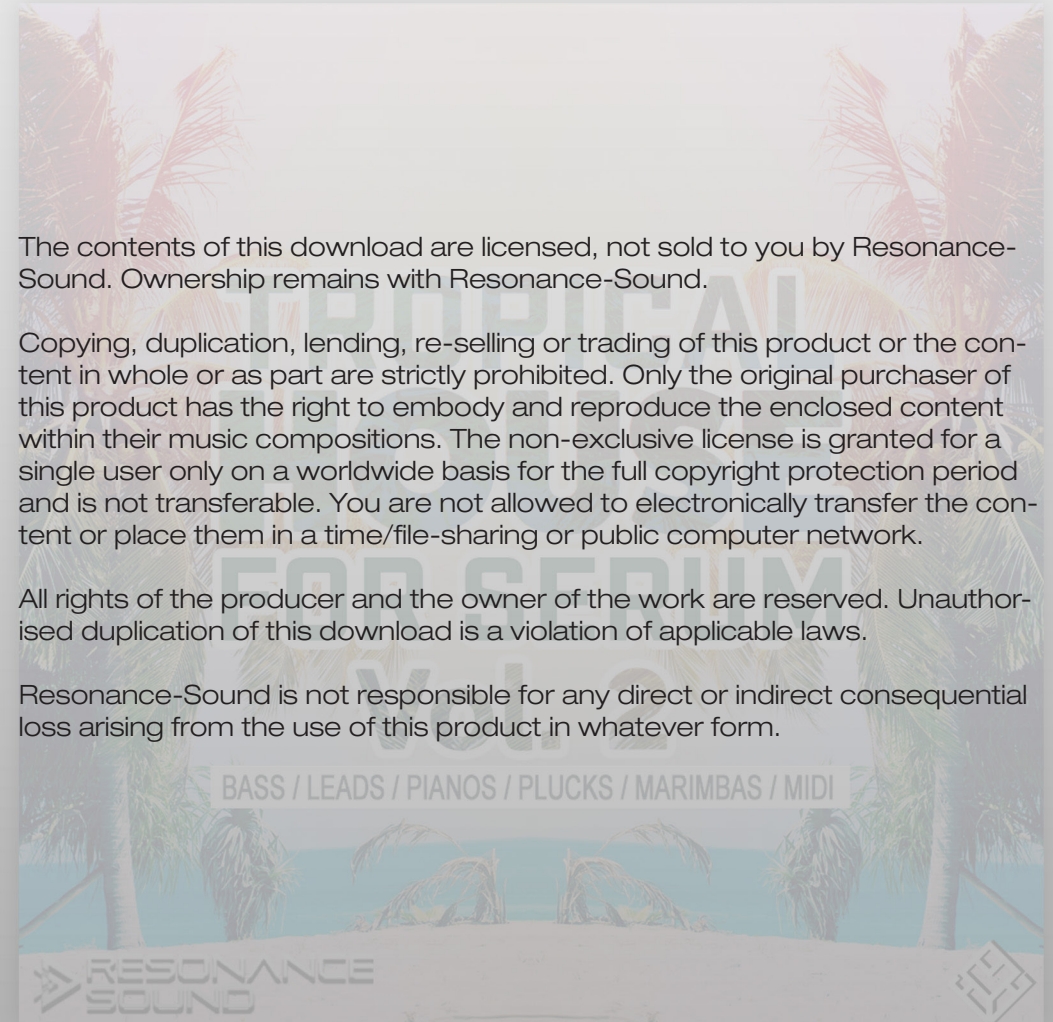 The contents of this download are licensed, not sold to you by Resonance-
Sound. Ownership remains with Resonance-Sound.
Copying, duplication, lending, re-selling or trading of this product or the con-
tent in whole or as part are strictly prohibited. Only the original purchaser of
this product has the right to embody and reproduce the enclosed content
within their music compositions. The non-exclusive license is granted for a
single user only on a worldwide basis for the full copyright protection period
and is not transferable. You are not allowed to electronically transfer the con-
tent or place them in a time/file-sharing or public computer network.
All rights of the producer and the owner of the work are reserved. Unauthor-
ised duplication of this download is a violation of applicable laws.
Resonance-Sound is not responsible for any direct or indirect consequential
loss arising from the use of this product in whatever form.
TROPICAL
HOUSE
FOR SERUM
Vol. 2
BASS / LEADS / PIANOS / PLUCKS / MARIMBAS / MIDI
RESONANCE
SOUND